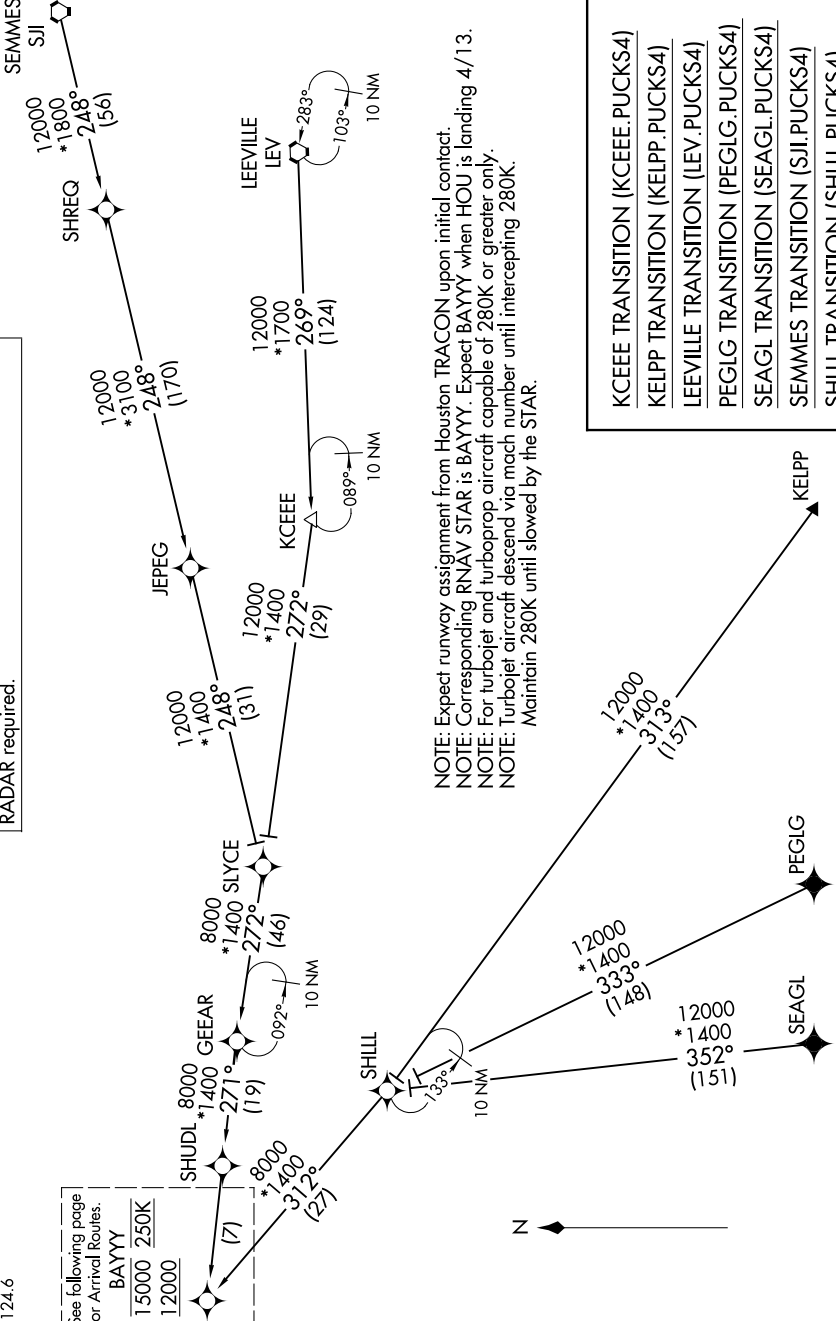 124.6
RADAR required.
SEMMES
SJI
12000
*1800
248°
(56)
SHREQ
12000
*3100
248°
(170)
JEPEG
12000
*1400
248°
(31)
LEEVILLE
LEV
283°
103°
10 NM
12000
*1700
269°
(124)
KCEEE
089°
10 NM
12000
*1400
272°
(29)
SLYCE
8000
*1400
272°
(46)
GEEAR
092°
10 NM
8000
*1400
271°
(19)
SHUDL
(7)
See following page
for Arrival Routes.
BAYYY
15000 250K
12000
8000
*1400
312°
(27)
SHLLL
133°
10 NM
NOTE: Expect runway assignment from Houston TRACON upon initial contact.
NOTE: Corresponding RNAV STAR is BAYYY. Expect BAYYY when HOU is landing 4/13.
NOTE: For turbojet and turboprop aircraft capable of 280K or greater only.
NOTE: Turbojet aircraft descend via mach number until intercepting 280K.
Maintain 280K until slowed by the STAR.
12000
*1400
313°
(157)
KELPP
12000
*1400
333°
(148)
PEGLG
12000
*1400
352°
(151)
SEAGL
N
KCEEE TRANSITION (KCEEE.PUCKS4)
KELPP TRANSITION (KELPP.PUCKS4)
LEEVILLE TRANSITION (LEV.PUCKS4)
PEGLG TRANSITION (PEGLG.PUCKS4)
SEAGL TRANSITION (SEAGL.PUCKS4)
SEMMES TRANSITION (SJI.PUCKS4)
SHLLL TRANSITION (SHLLL.PUCKS4)